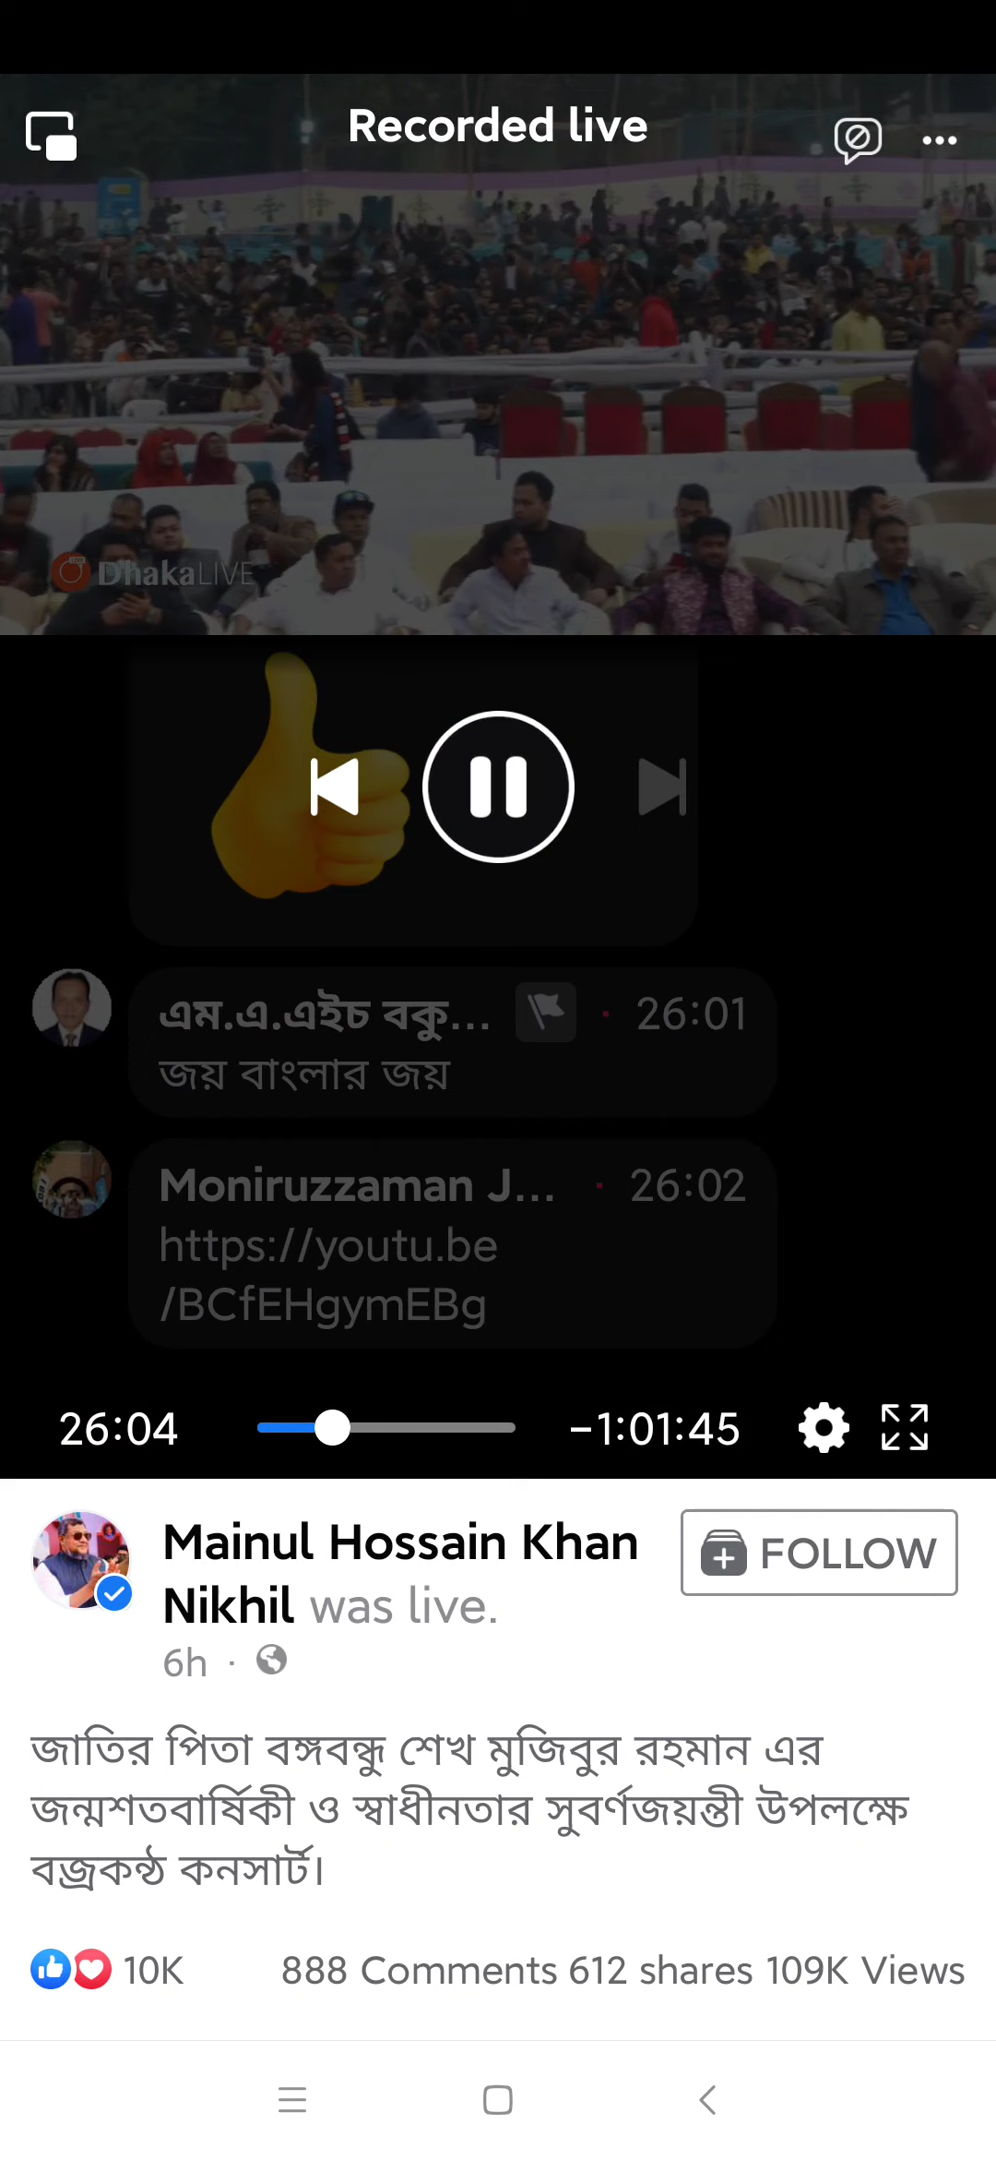 Recorded live
DhakaLIVE
এম.এ.এইচ বকু... · 26:01
জয় বাংলার জয়
Moniruzzaman J... · 26:02
https://youtu.be
/BCfEHgymEBg
26:04 -1:01:45
Mainul Hossain Khan
Nikhil was live.
FOLLOW
6h ·
জাতির পিতা বঙ্গবন্ধু শেখ মুজিবুর রহমান এর
জন্মশতবার্ষিকী ও স্বাধীনতার সুবর্ণজয়ন্তী উপলক্ষে
বজ্রকন্ঠ কনসার্ট।
10K 888 Comments 612 shares 109K Views